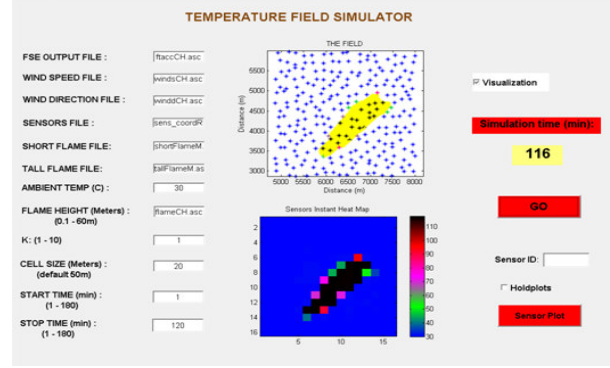 TEMPERATURE FIELD SIMULATOR
FSE OUTPUT FILE : ftaccCH.asc
WIND SPEED FILE : windsCH.asc
WIND DIRECTION FILE : winddCH.asc
SENSORS FILE : sens_coordR
SHORT FLAME FILE: shortFlameM
TALL FLAME FILE: tallFlameM.as
AMBIENT TEMP (C) : 30
FLAME HEIGHT (Meters) : flameCH.asc
(0.1 - 60m)
K: (1 - 10) 1
CELL SIZE (Meters) : 20
(default 50m)
START TIME (min) : 1
(1 - 180)
STOP TIME (min) : 120
(1 - 180)
THE FIELD
Distance (m)
5500
5000
4500
4000
3500
3000
5000 5500 6000 6500 7000 7500 8000
Distance (m)
Sensors Instant Heat Map
2
4
6
8
10
12
14
16
5 10 15
110
100
90
80
70
60
50
40
30
Visualization
Simulation time (min):
116
GO
Sensor ID:
Holdplots
Sensor Plot